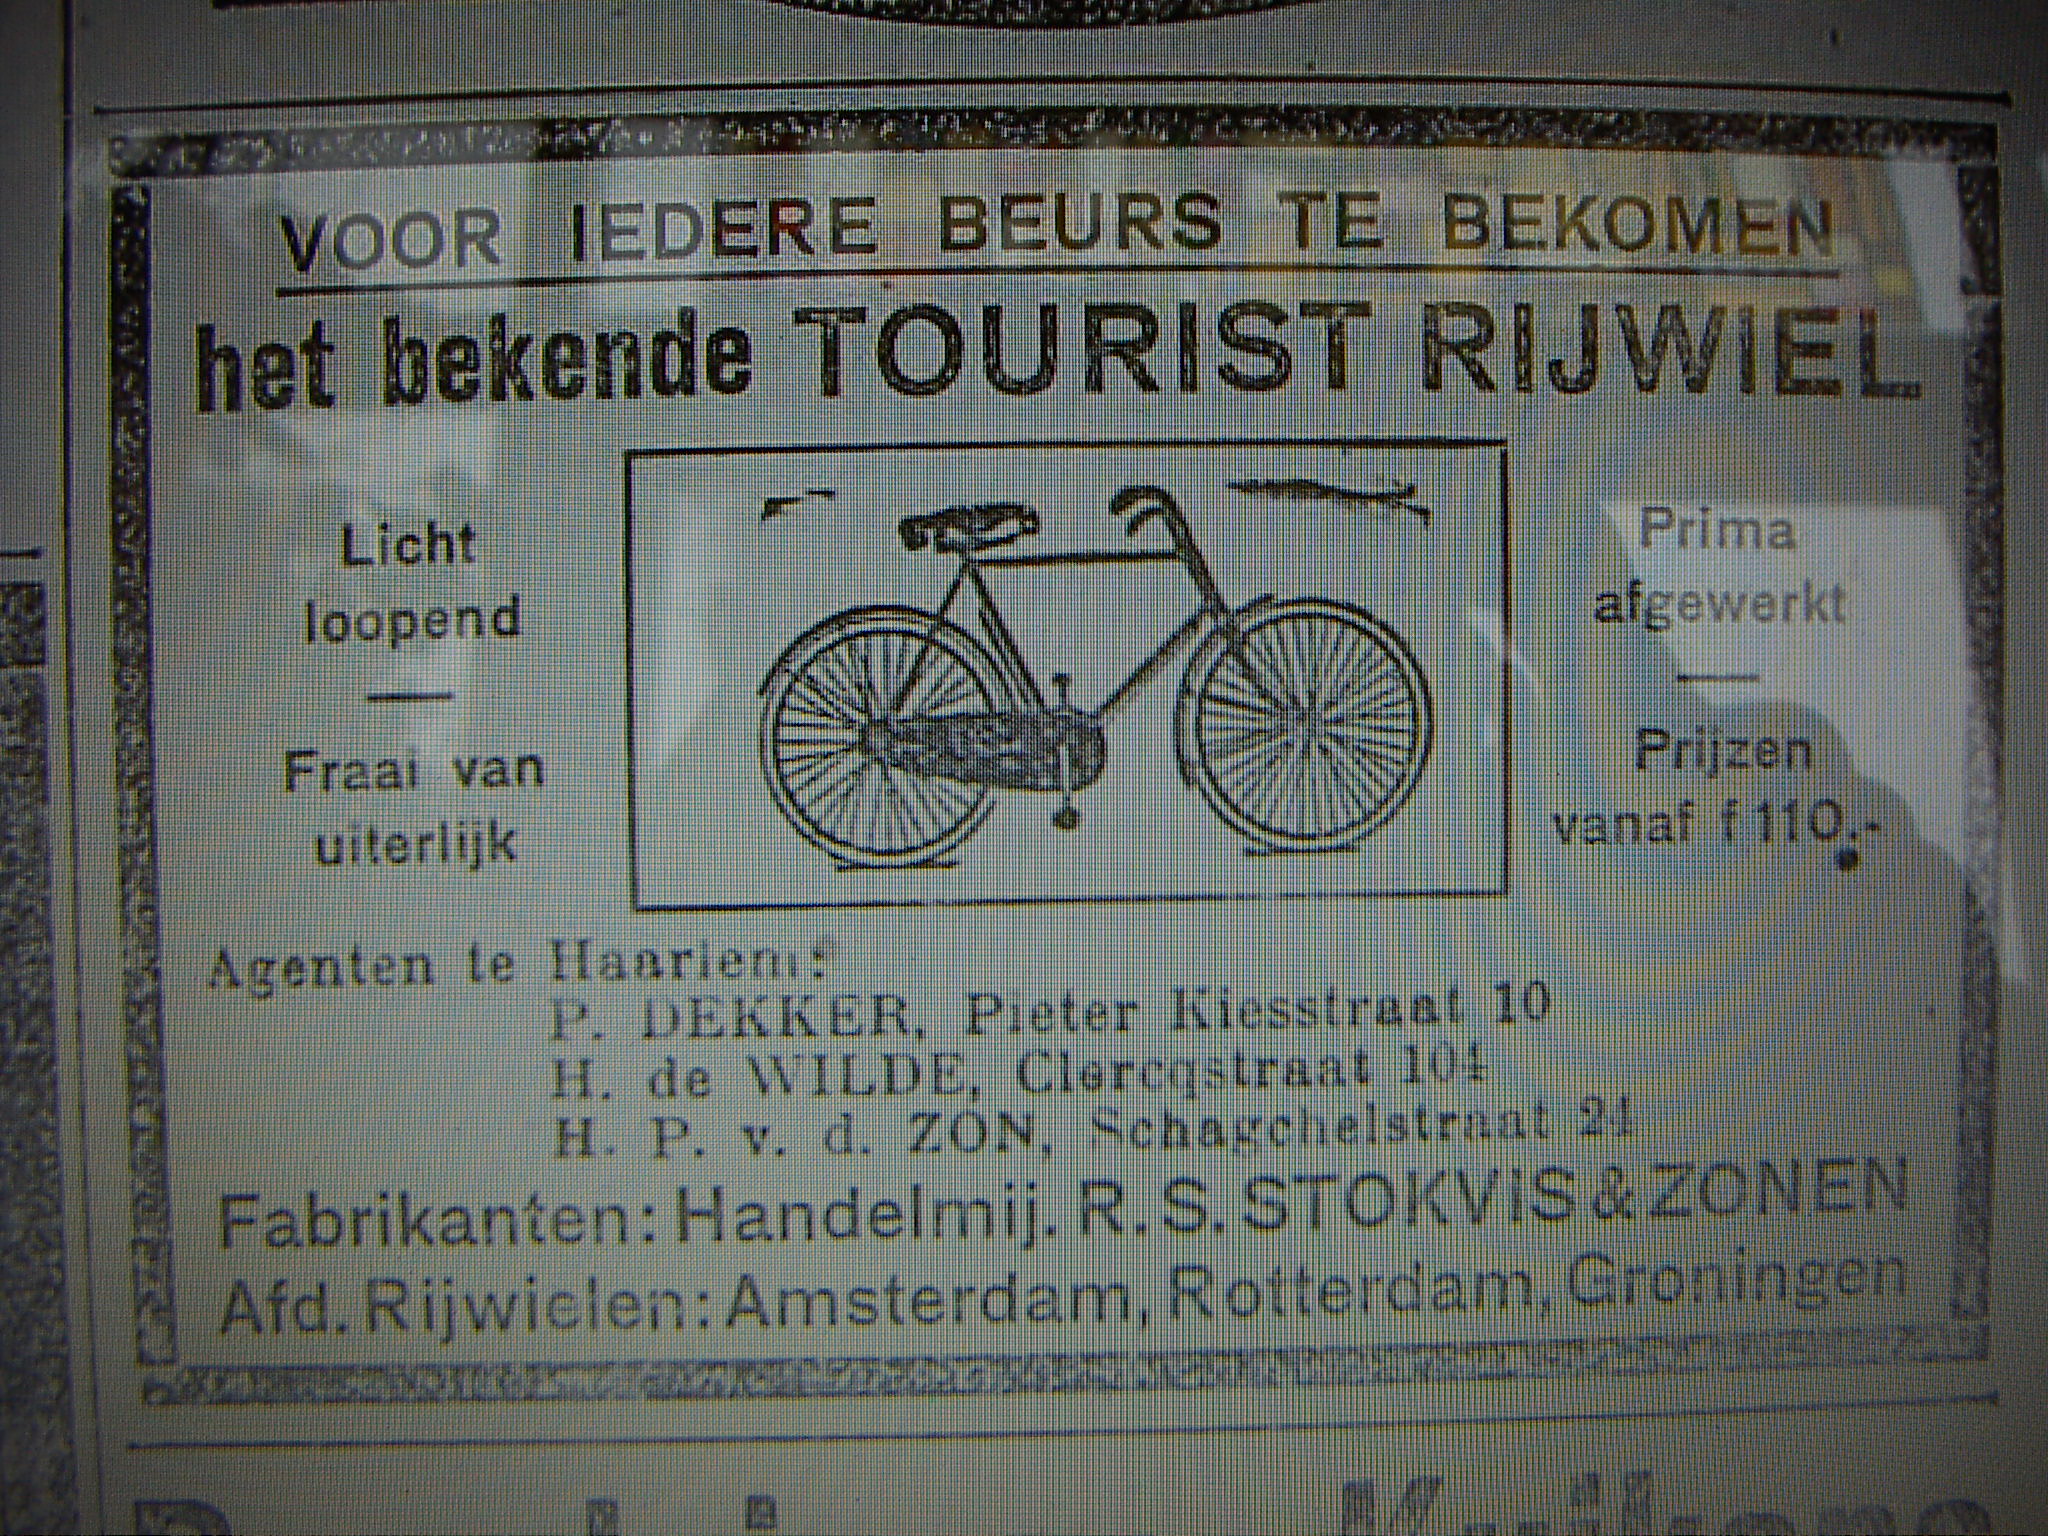 VOOR IEDERE BEURS TE BEKOMEN
het bekende TOURIST RIJWIEL
Licht
loopend
Fraai van
uiterlijk
Prima
afgewerkt
Prijzen
vanaf f 110,-
Agenten te Haarlem:
P. DEKKER, Pieter Kiesstraat 10
H. de WILDE, Clercqstraat 104
H. P. v. d. ZON, Schagchelstraat 24
Fabrikanten: Handelmij. R. S. STOKVIS & ZONEN
Afd. Rijwielen: Amsterdam, Rotterdam, Groningen